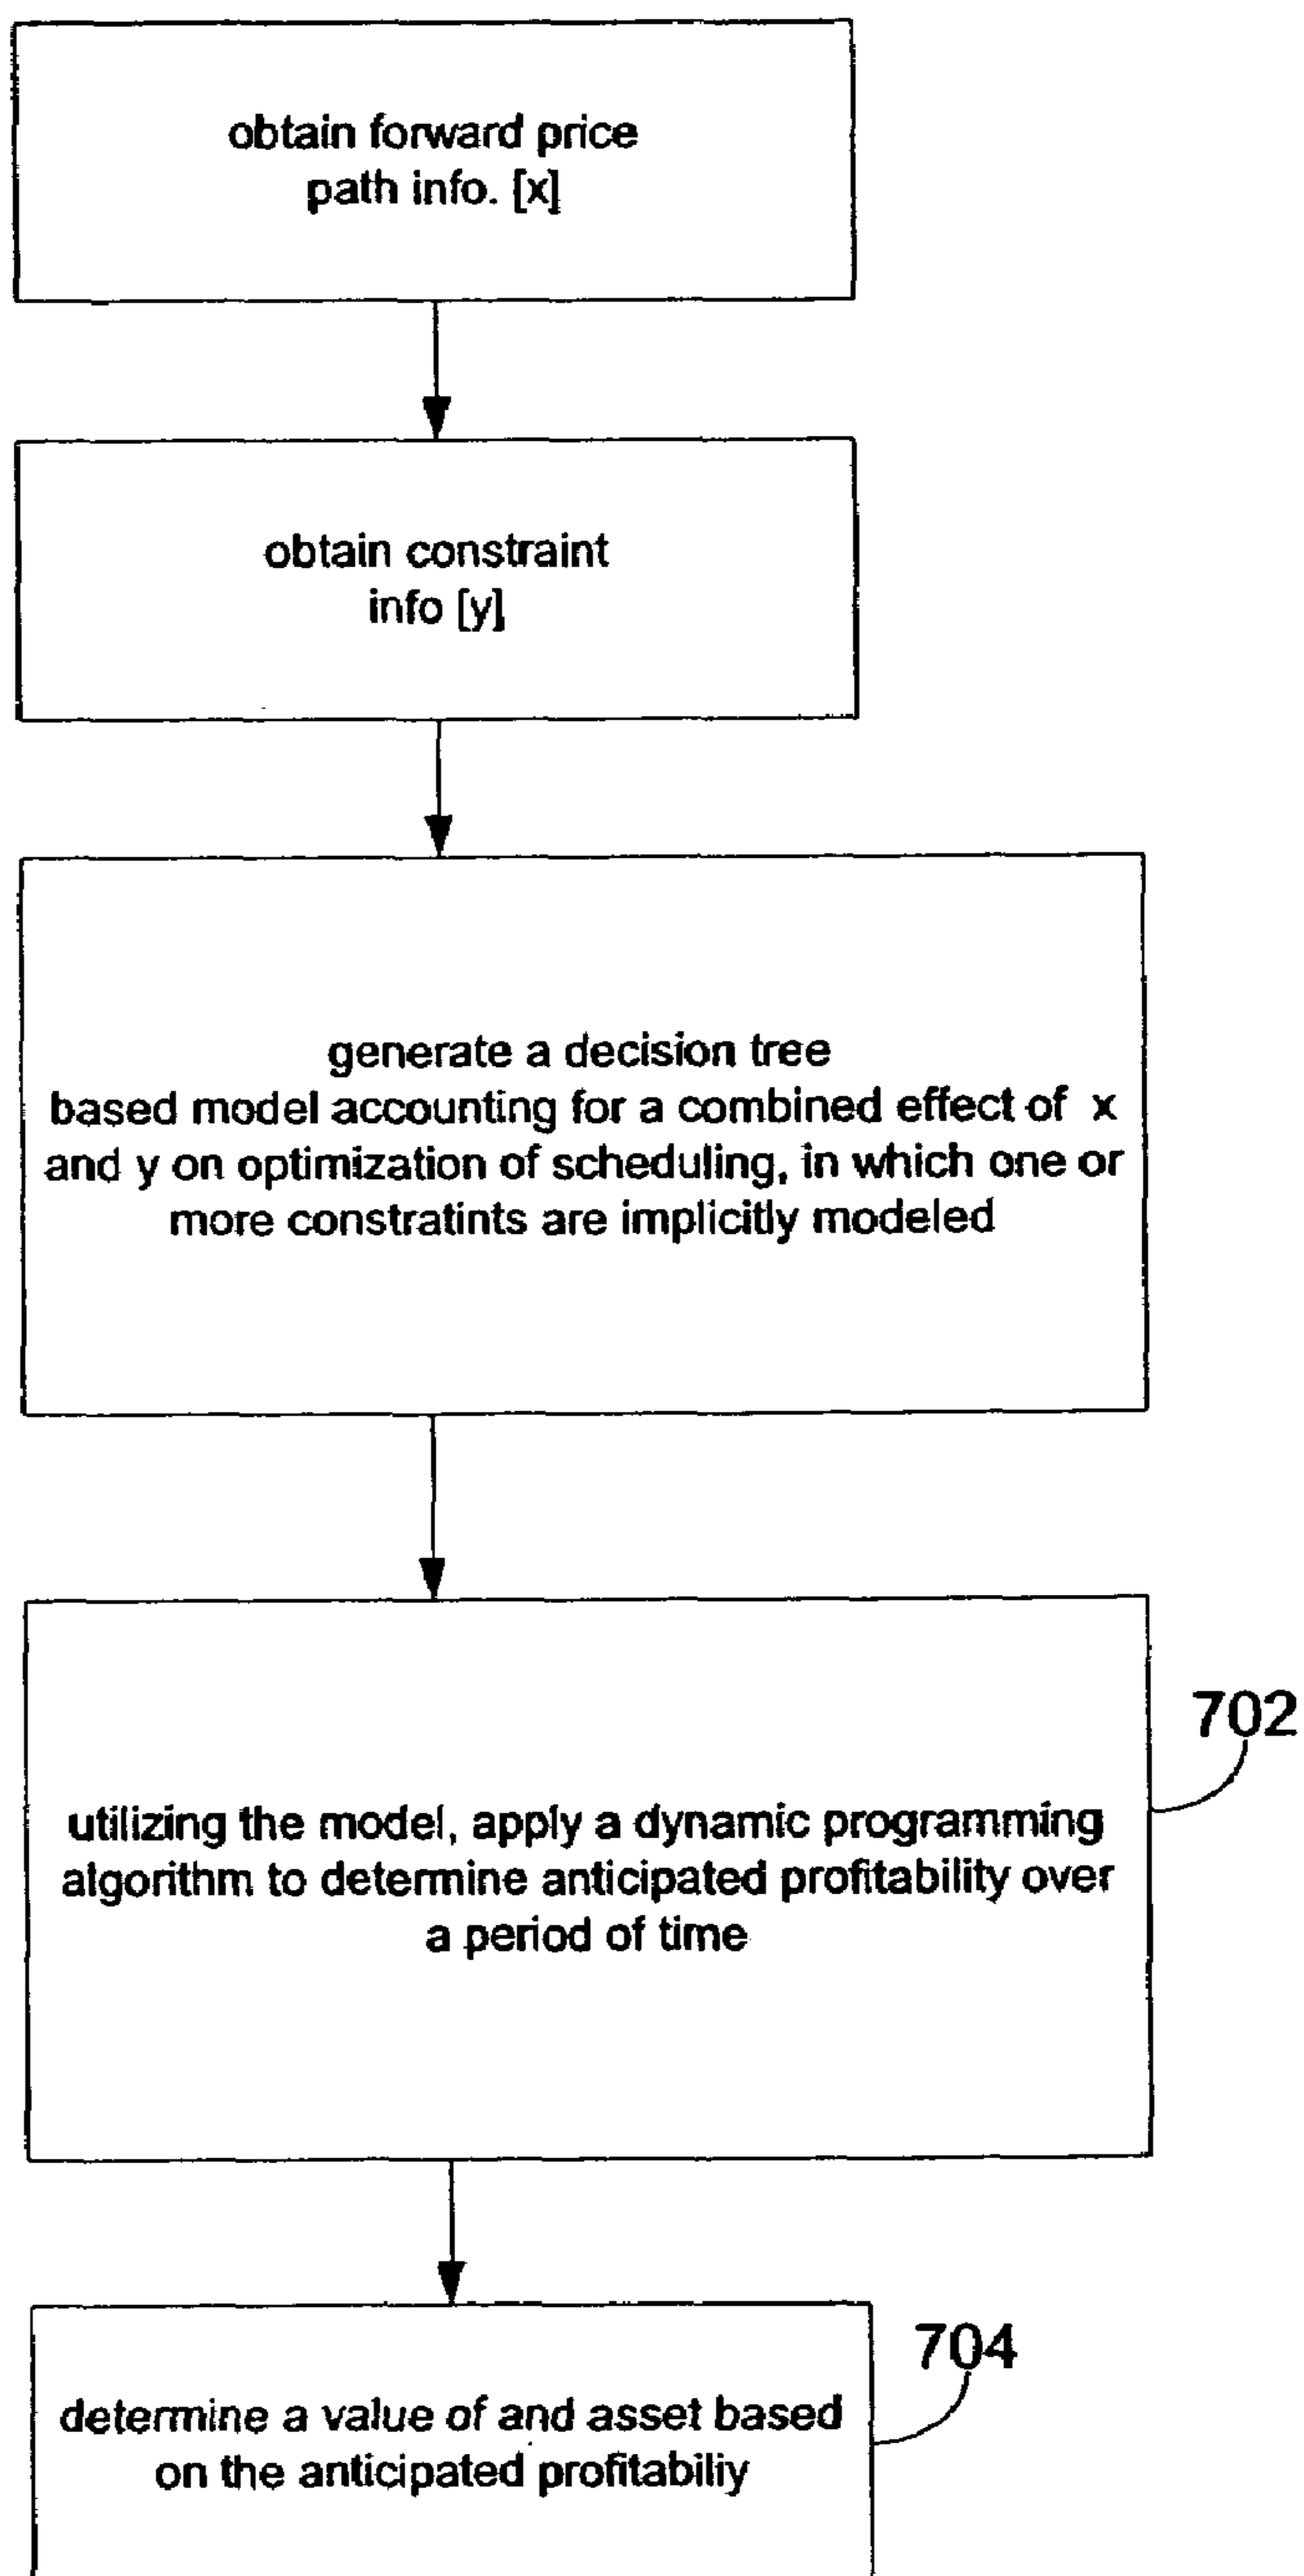 obtain forward price
path info. [x]
obtain constraint
info [y]
generate a decision tree
based model accounting for a combined effect of x
and y on optimization of scheduling, in which one or
more constratints are implicitly modeled
702
utilizing the model, apply a dynamic programming
algorithm to determine anticipated profitability over
a period of time
704
determine a value of and asset based
on the anticipated profitabiliy